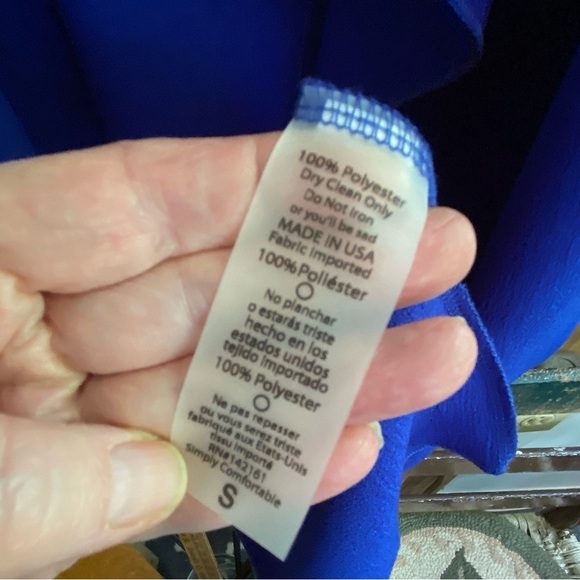 100% Polyester
Dry Clean Only
Do Not Iron
or you'll be sad
MADE IN USA
Fabric Imported
100%Poliéster
No planchar
o estarás triste
hecho en los
estados unidos
tejido importado
100% Polyester
Ne pas repasser
ou vous serez triste
fabriqué aux États-Unis
tissu importé
RN#142161
simply Comfortable
S